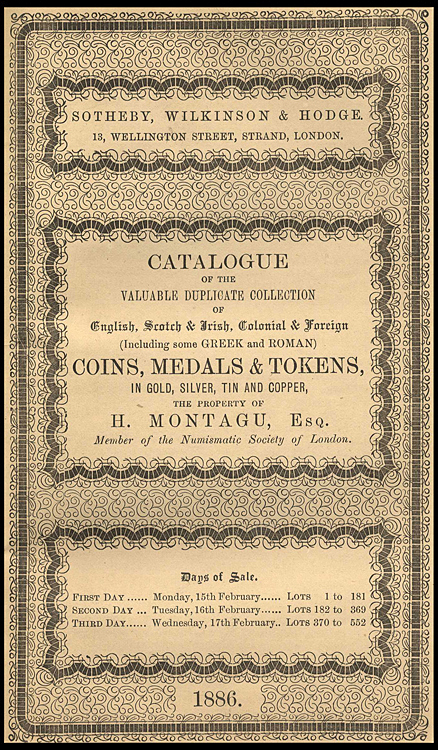 SOTHEBY, WILKINSON & HODGE.
13, WELLINGTON STREET, STRAND, LONDON.
CATALOGUE
OF THE
VALUABLE DUPLICATE COLLECTION
OF
English, Scotch & Irish, Colonial & Foreign
(Including some GREEK and ROMAN)
COINS, MEDALS & TOKENS,
IN GOLD, SILVER, TIN AND COPPER,
THE PROPERTY OF
H. MONTAGU, Esq.
Member of the Numismatic Society of London.
Days of Sale.
FIRST DAY ...... Monday, 15th February...... LOTS 1 to 181
SECOND DAY ... Tuesday, 16th February...... LOTS 182 to 369
THIRD DAY...... Wednesday, 17th February.. LOTS 370 to 552
1886.